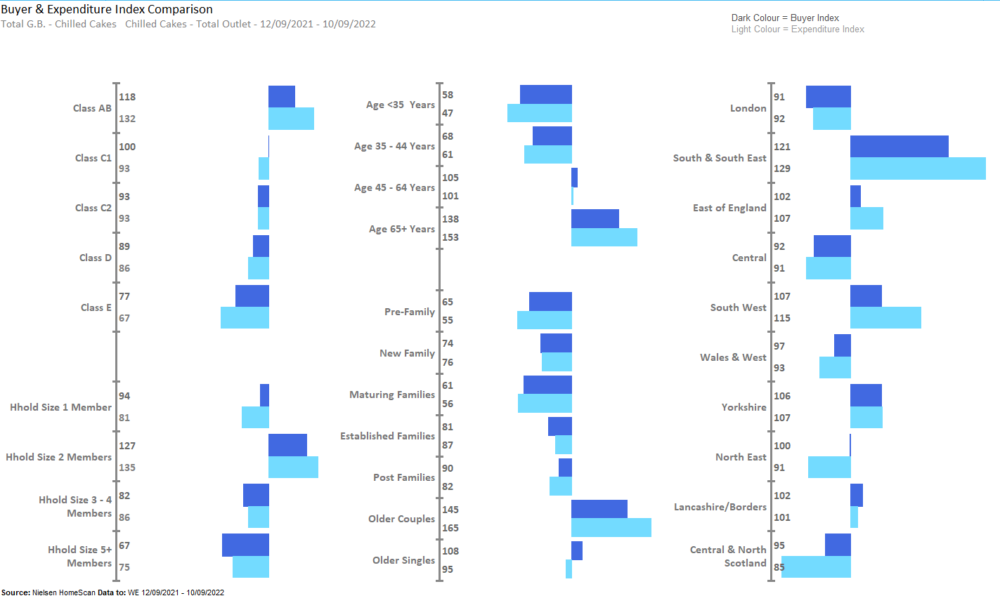 Buyer & Expenditure Index Comparison
Total G.B. - Chilled Cakes   Chilled Cakes - Total Outlet - 12/09/2021 - 10/09/2022
Dark Colour = Buyer Index
Light Colour = Expenditure Index
Class AB
118
132
Class C1
100
93
Class C2
93
93
Class D
89
86
Class E
77
67
Hhold Size 1 Member
94
81
Hhold Size 2 Members
127
135
Hhold Size 3 - 4
Members
82
86
Hhold Size 5+
Members
67
75
Age <35  Years
58
47
Age 35 - 44 Years
68
61
Age 45 - 64 Years
105
101
Age 65+ Years
138
153
Pre-Family
65
55
New Family
74
76
Maturing Families
61
56
Established Families
81
87
Post Families
90
82
Older Couples
145
165
Older Singles
108
95
London
91
92
South & South East
121
129
East of England
102
107
Central
92
91
South West
107
115
Wales & West
97
93
Yorkshire
106
107
North East
100
91
Lancashire/Borders
102
101
Central & North
Scotland
95
85
Source: Nielsen HomeScan Data to: WE 12/09/2021 - 10/09/2022